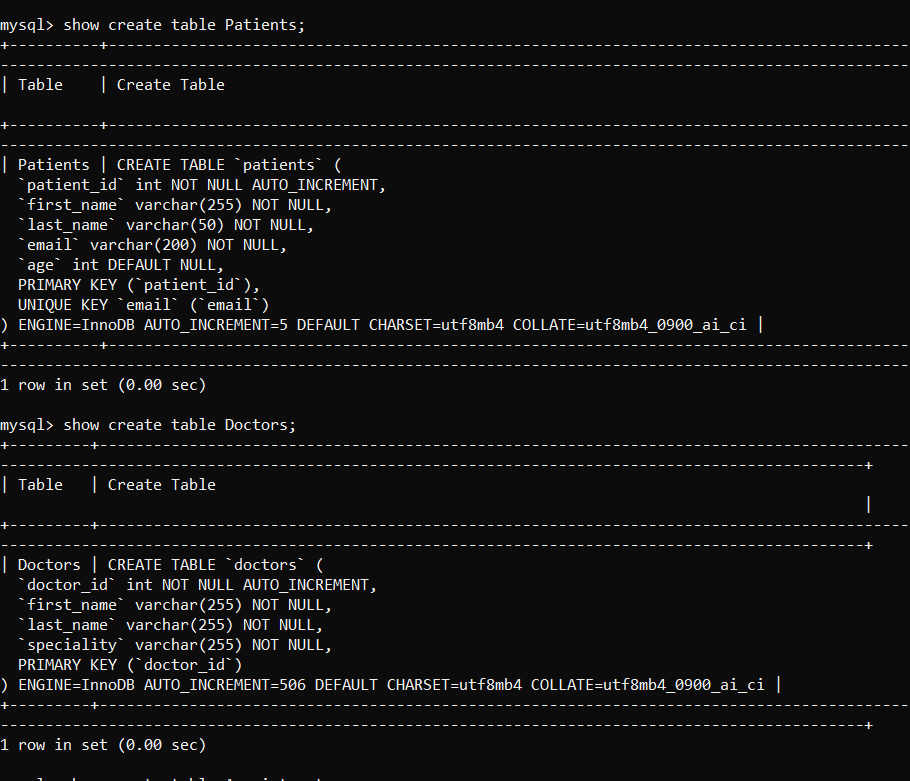 mysql> show create table Patients;
+----------+-----------------------------------------------------------------------------------------
-----------------------------------------------------------------------------------------------------
| Table    | Create Table
+----------+-----------------------------------------------------------------------------------------
-----------------------------------------------------------------------------------------------------
| Patients | CREATE TABLE `patients` (
  `patient_id` int NOT NULL AUTO_INCREMENT,
  `first_name` varchar(255) NOT NULL,
  `last_name` varchar(50) NOT NULL,
  `email` varchar(200) NOT NULL,
  `age` int DEFAULT NULL,
  PRIMARY KEY (`patient_id`),
  UNIQUE KEY `email` (`email`)
) ENGINE=InnoDB AUTO_INCREMENT=5 DEFAULT CHARSET=utf8mb4 COLLATE=utf8mb4_0900_ai_ci |
+----------+-----------------------------------------------------------------------------------------
-----------------------------------------------------------------------------------------------------
1 row in set (0.00 sec)
mysql> show create table Doctors;
+---------+------------------------------------------------------------------------------------------
------------------------------------------------------------------------------------------------+
| Table   | Create Table
                                                                                                |
+---------+------------------------------------------------------------------------------------------
------------------------------------------------------------------------------------------------+
| Doctors | CREATE TABLE `doctors` (
  `doctor_id` int NOT NULL AUTO_INCREMENT,
  `first_name` varchar(255) NOT NULL,
  `last_name` varchar(255) NOT NULL,
  `speciality` varchar(255) NOT NULL,
  PRIMARY KEY (`doctor_id`)
) ENGINE=InnoDB AUTO_INCREMENT=506 DEFAULT CHARSET=utf8mb4 COLLATE=utf8mb4_0900_ai_ci |
+---------+------------------------------------------------------------------------------------------
------------------------------------------------------------------------------------------------+
1 row in set (0.00 sec)